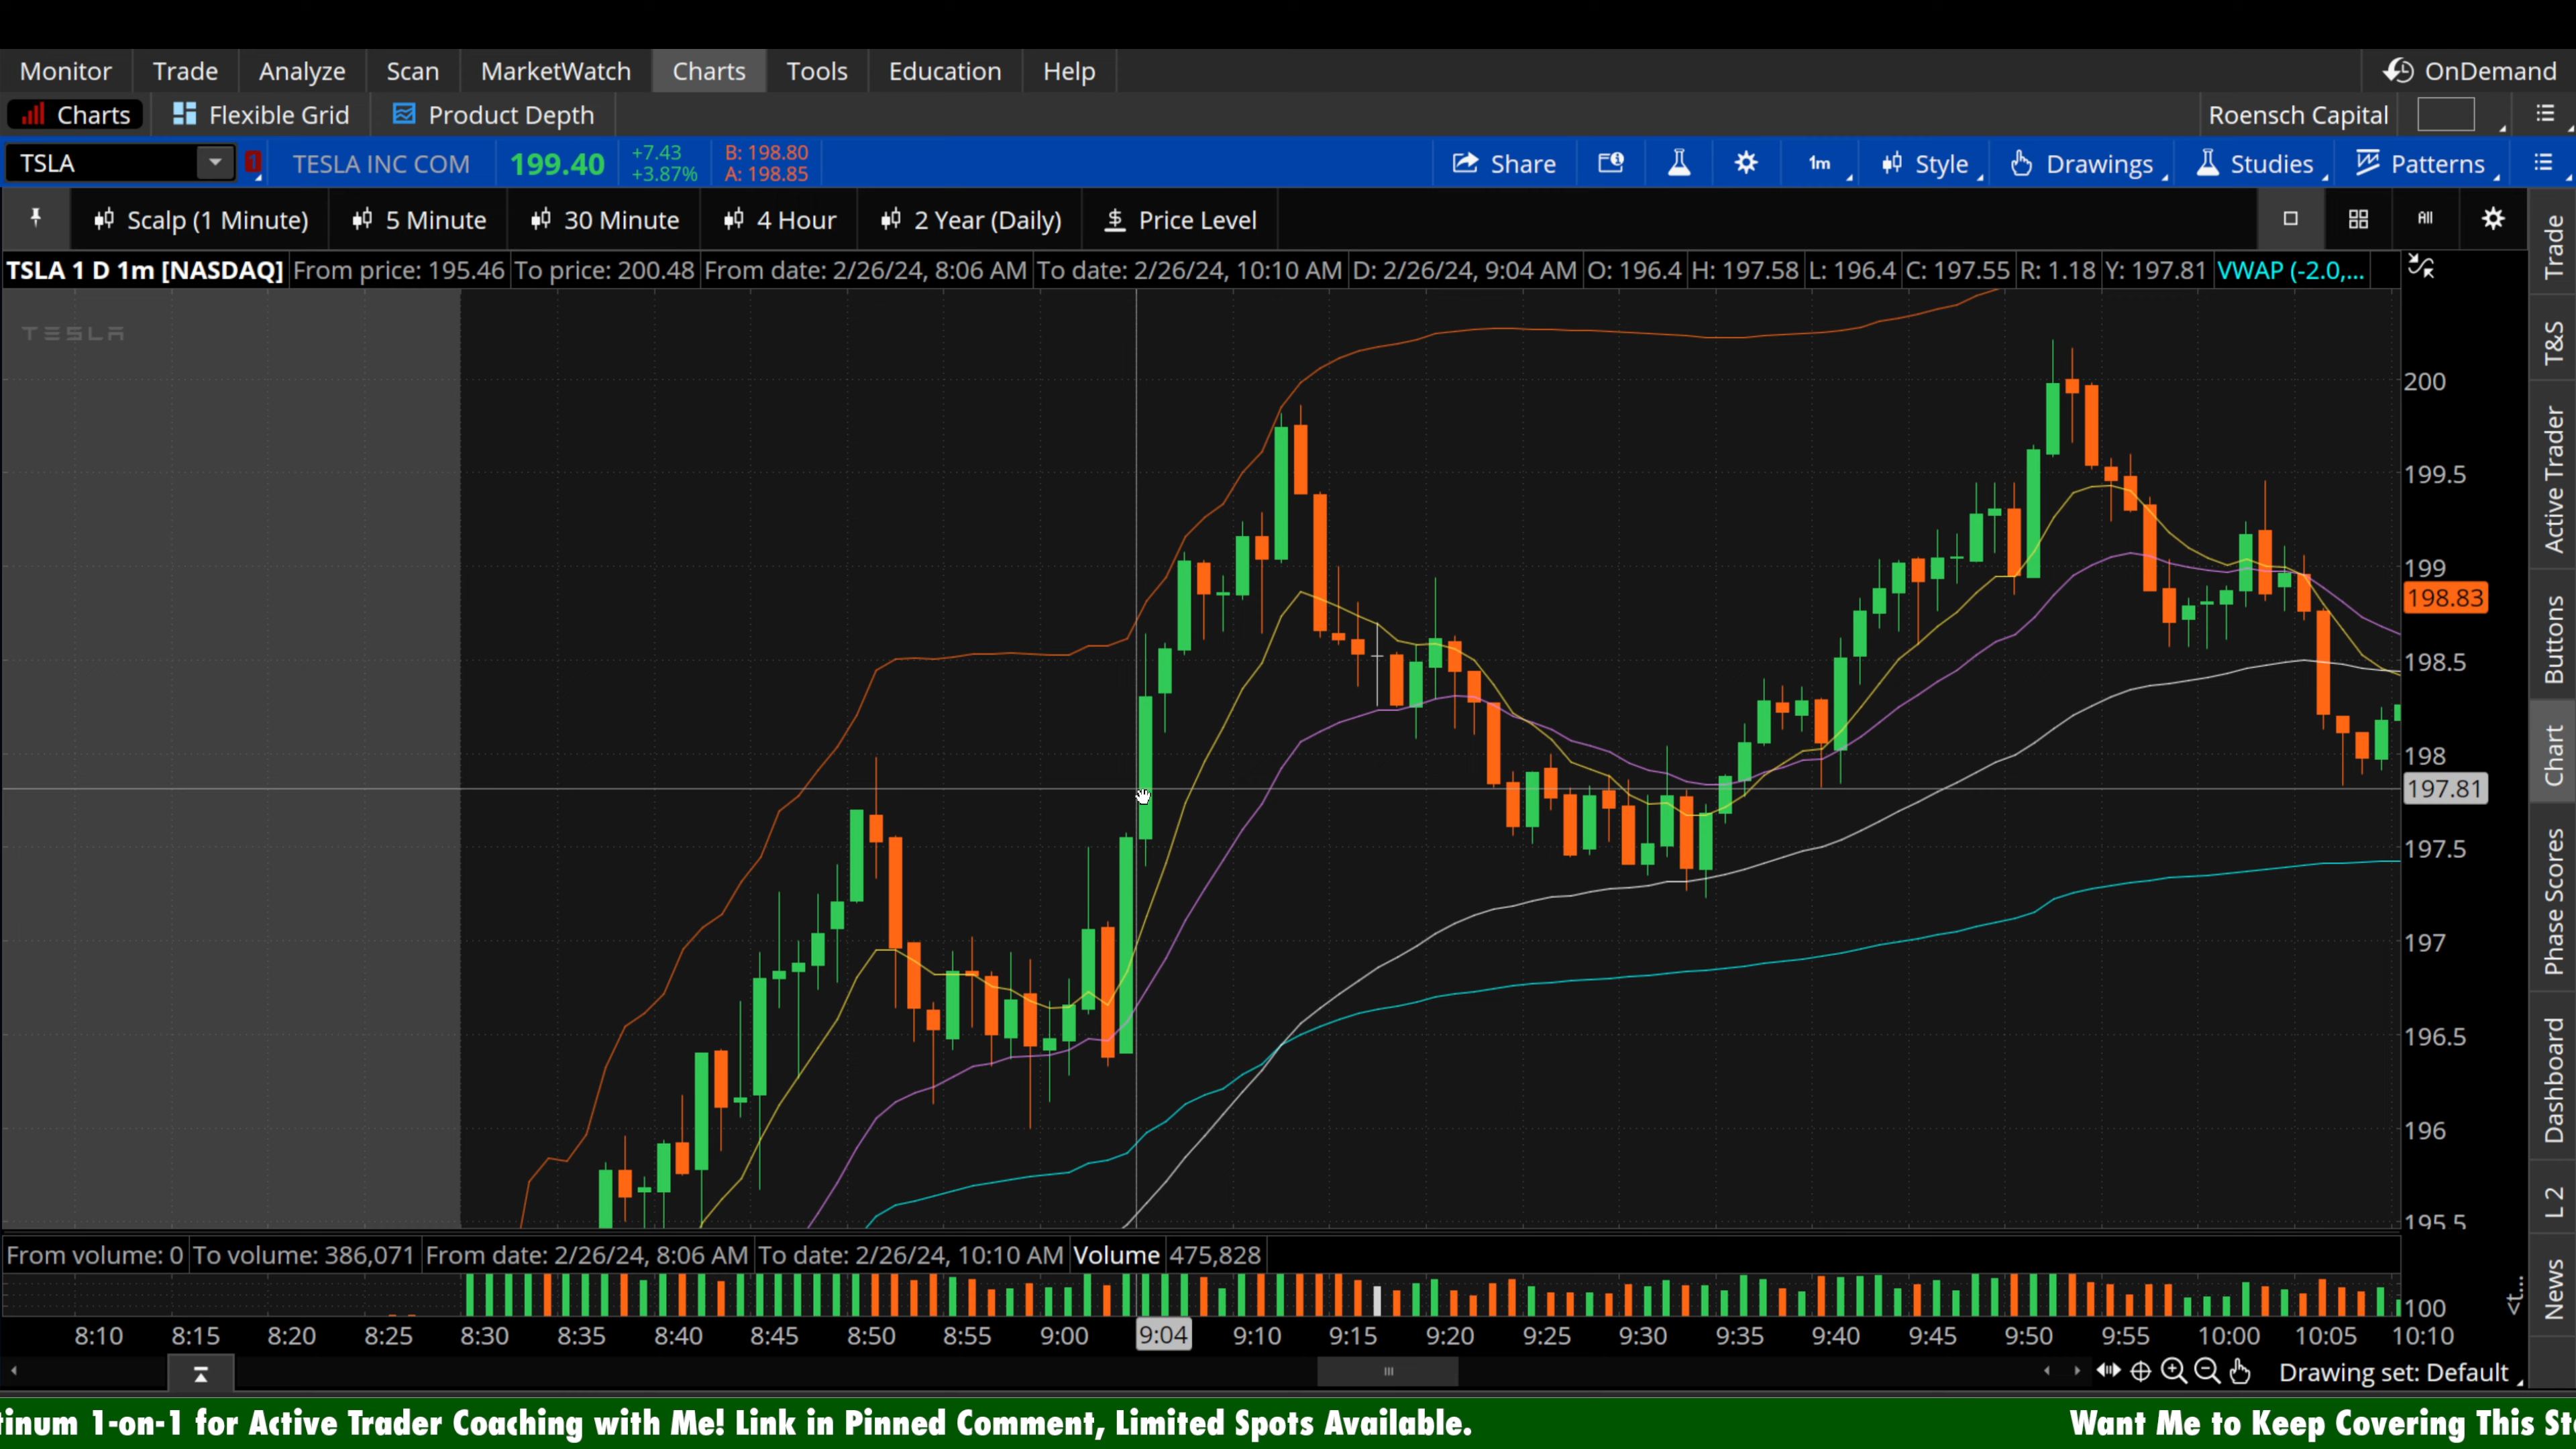 Monitor Trade Analyze Scan MarketWatch Charts Tools Education Help OnDemand
Charts Flexible Grid Product Depth Roensch Capital
TSLA 1 TESLA INC COM 199.40 +7.43 B: 198.80 Share 1m Style Drawings Studies Patterns
+3.87% A: 198.85
Scalp (1 Minute) 5 Minute 30 Minute 4 Hour 2 Year (Daily) $ Price Level All
TSLA 1 D 1m [NASDAQ] From price: 195.46 To price: 200.48 From date: 2/26/24, 8:06 AM To date: 2/26/24, 10:10 AM D: 2/26/24, 9:04 AM O: 196.4 H: 197.58 L: 196.4 C: 197.55 R: 1.18 Y: 197.81 VWAP (-2.0,...
TESLA
200
199.5
199
198.83
198.5
198
197.81
197.5
197
196.5
196
195.5
From volume: 0 To volume: 386,071 From date: 2/26/24, 8:06 AM To date: 2/26/24, 10:10 AM Volume 475,828
100
<t...
8:10 8:15 8:20 8:25 8:30 8:35 8:40 8:45 8:50 8:55 9:00 9:04 9:10 9:15 9:20 9:25 9:30 9:35 9:40 9:45 9:50 9:55 10:00 10:05 10:10
Drawing set: Default
Trade
T&S
Active Trader
Buttons
Chart
Phase Scores
Dashboard
L 2
News
tinum 1-on-1 for Active Trader Coaching with Me! Link in Pinned Comment, Limited Spots Available. Want Me to Keep Covering This Sto